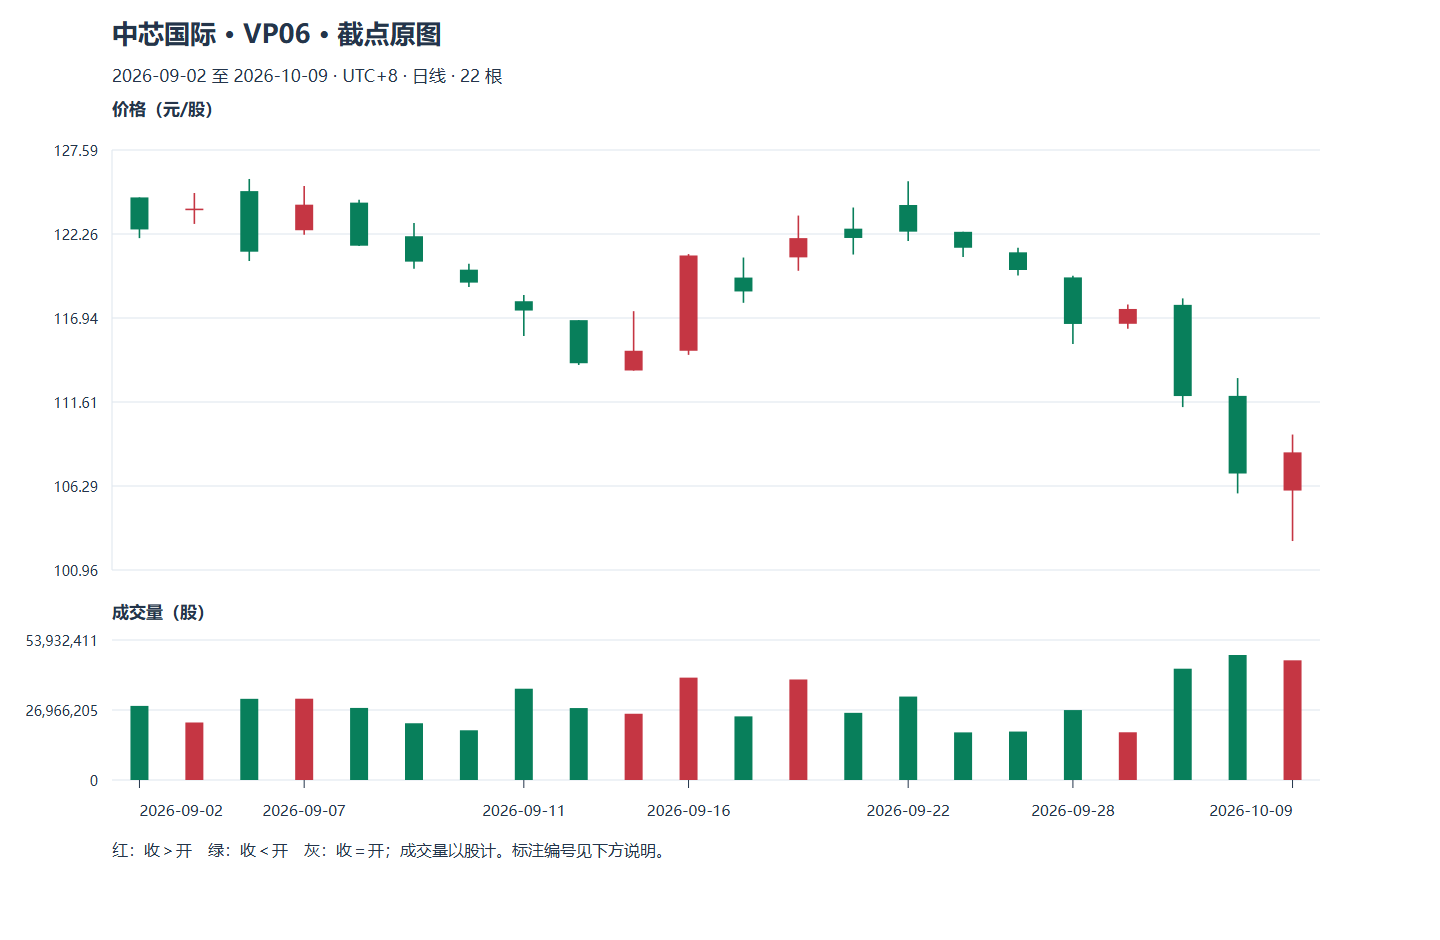 中芯国际 • VP06 • 截点原图
2026-09-02 至 2026-10-09 · UTC+8 · 日线 · 22 根
价格（元/股）
127.59
122.26
116.94
111.61
106.29
100.96
成交量（股）
53,932,411
26,966,205
0
2026-09-02 2026-09-07 2026-09-11 2026-09-16 2026-09-22 2026-09-28 2026-10-09
红：收 > 开 绿：收 < 开 灰：收 = 开；成交量以股计。标注编号见下方说明。